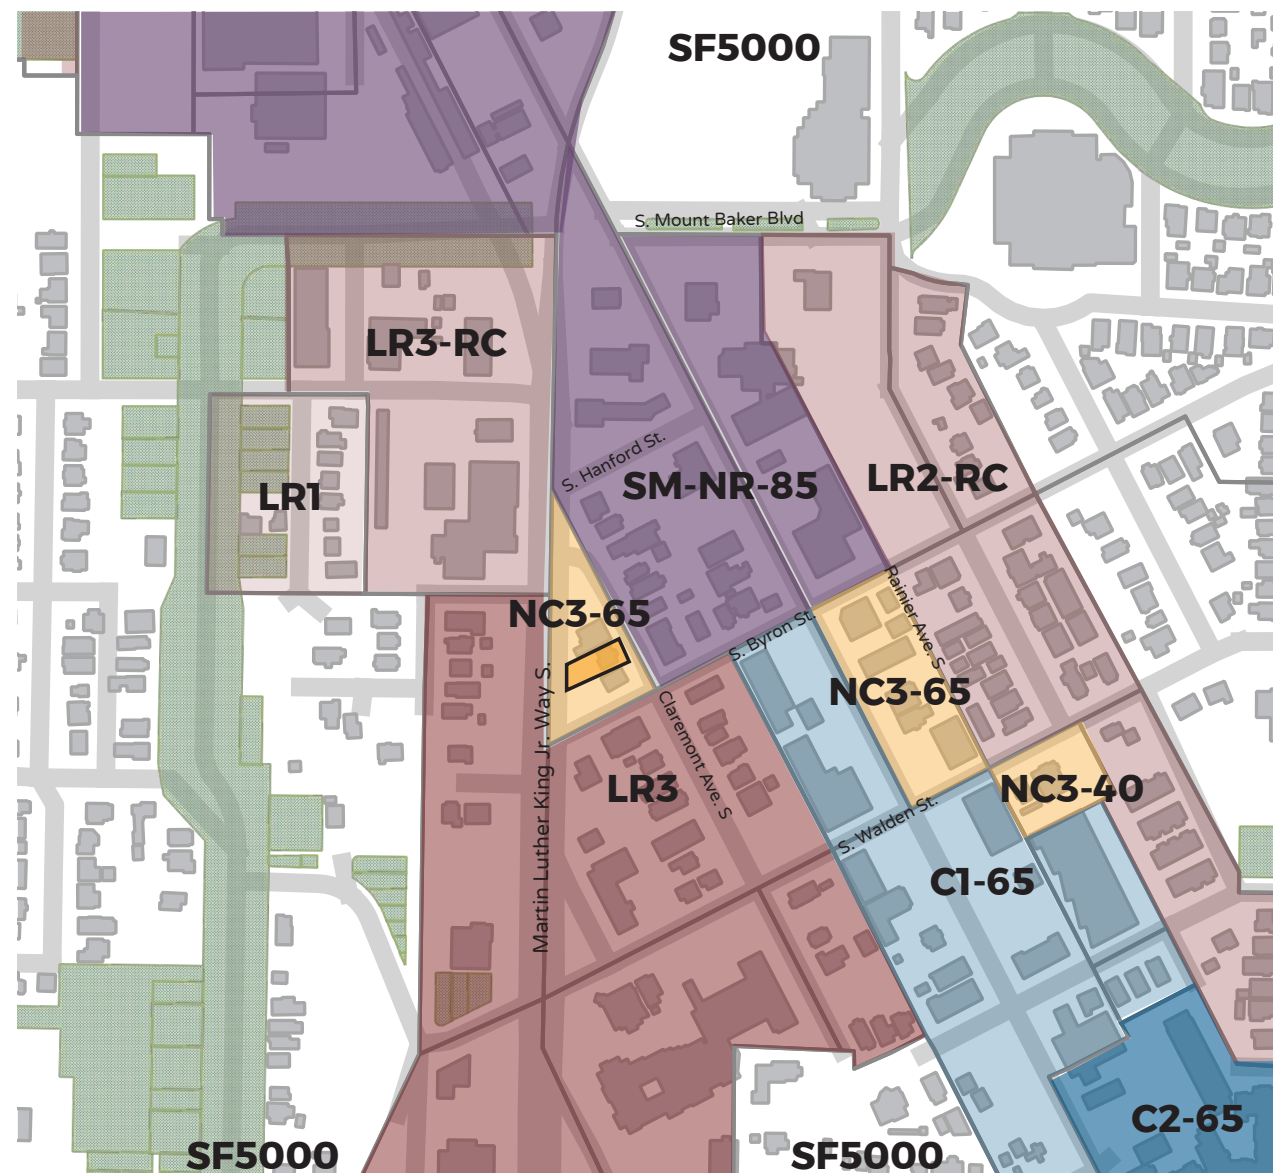 SF5000
S. Mount Baker Blvd
LR3-RC
S. Hanford St.
LR1
SM-NR-85
LR2-RC
NC3-65
Rainier Ave. S
S. Byron St.
NC3-65
Martin Luther King Jr. Way S.
Claremont Ave. S
LR3
NC3-40
S. Walden St.
C1-65
C2-65
SF5000
SF5000